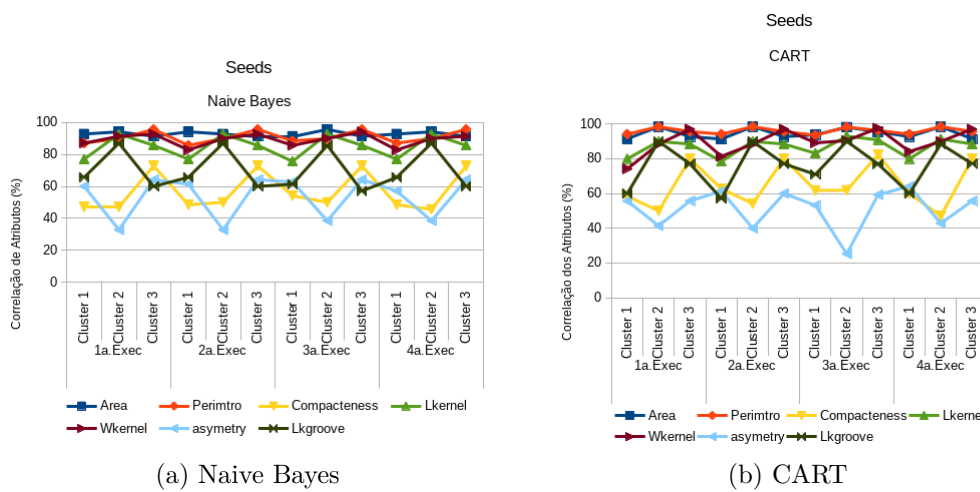 Seeds
Naive Bayes
Correlação de Atributos (%)
100
80
60
40
20
0
Cluster 1
Cluster 2
Cluster 3
Cluster 1
Cluster 2
Cluster 3
Cluster 1
Cluster 2
Cluster 3
Cluster 1
Cluster 2
Cluster 3
1a.Exec
2a.Exec
3a.Exec
4a.Exec
Area
Perimtro
Compacteness
Lkernel
Wkernel
asymetry
Lkgroove
(a) Naive Bayes
Seeds
CART
Correlação dos Atributos (%)
100
80
60
40
20
0
Cluster 1
Cluster 2
Cluster 3
Cluster 1
Cluster 2
Cluster 3
Cluster 1
Cluster 2
Cluster 3
Cluster 1
Cluster 2
Cluster 3
1a.Exec
2a.Exec
3a.Exec
4a.Exec
Area
Perimtro
Compacteness
Lkerne
Wkernel
asymetry
Lkgroove
(b) CART